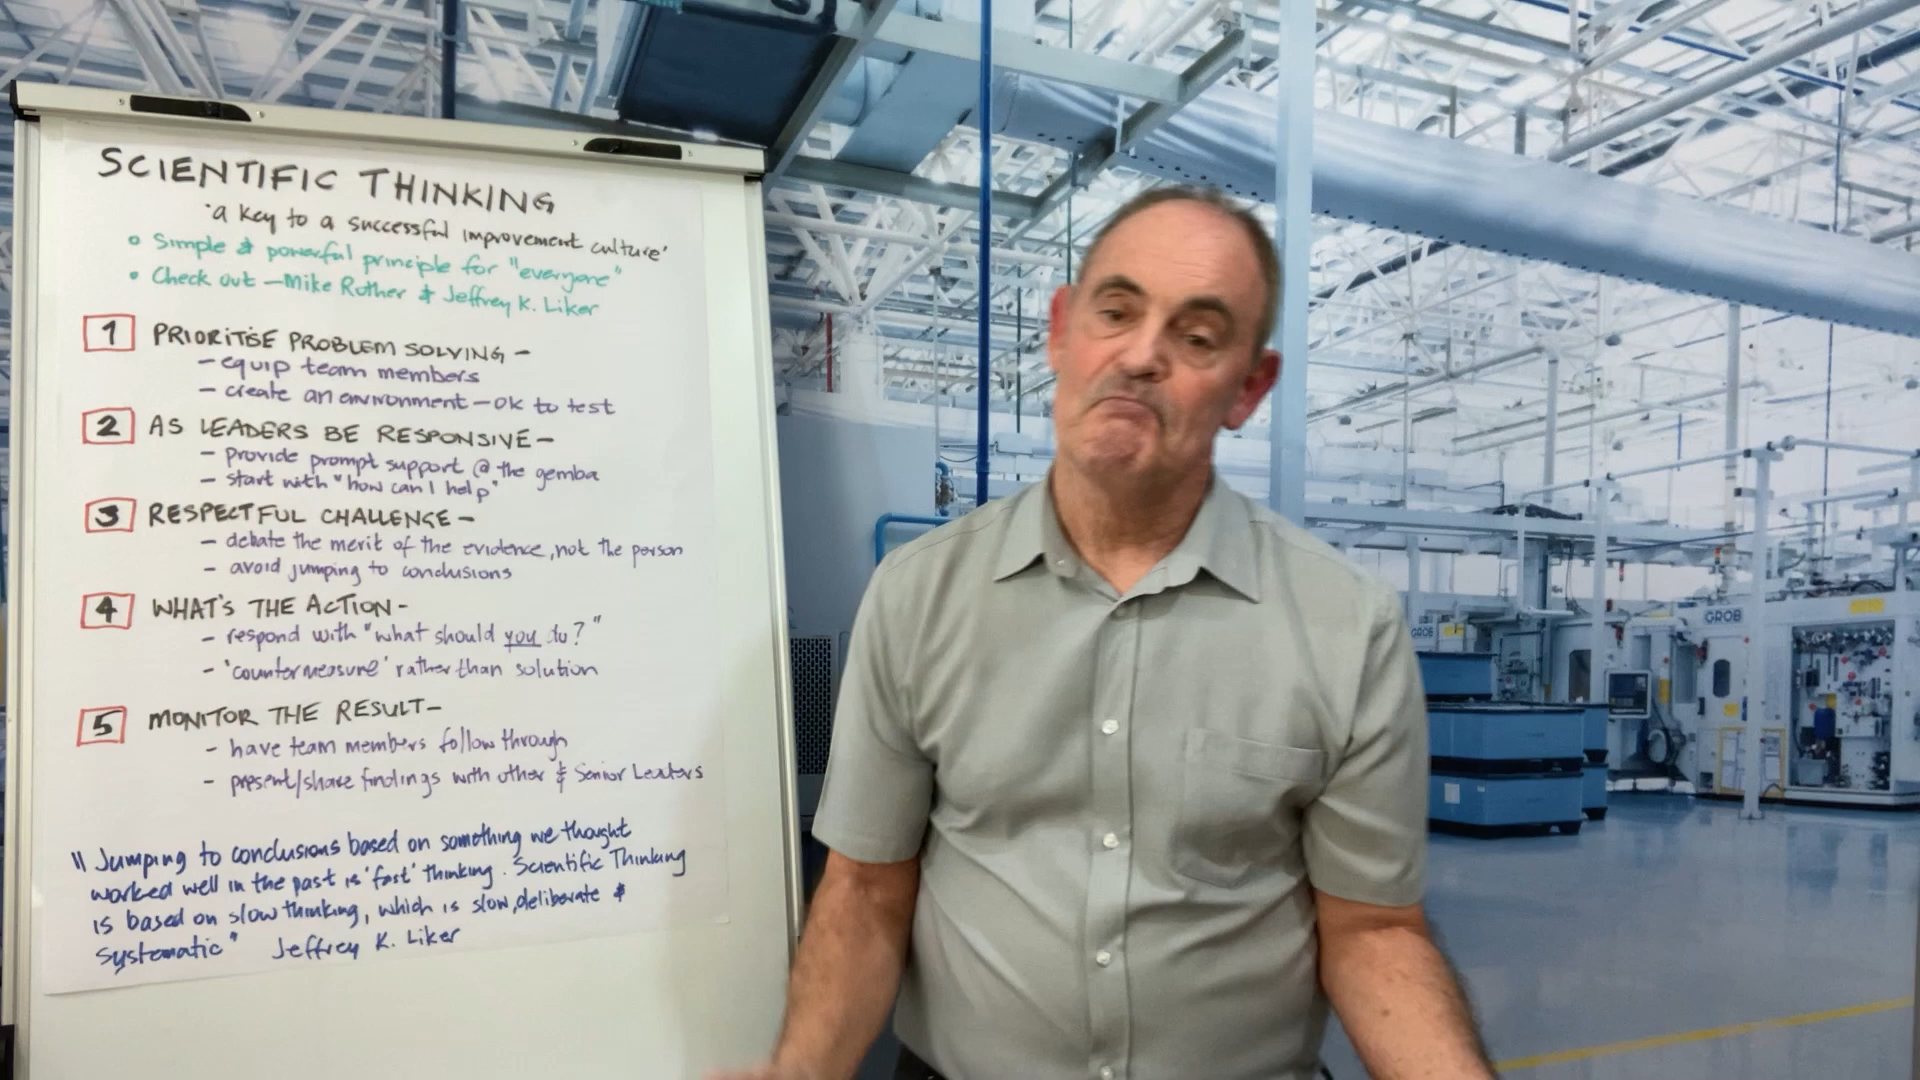 SCIENTIFIC THINKING
'a key to a successful improvement culture'
Simple & powerful principle for "everyone"
Check out – Mike Rother & Jeffrey K. Liker
1 PRIORITISE PROBLEM SOLVING –
– equip team members
– create an environment – ok to test
2 AS LEADERS BE RESPONSIVE –
– provide prompt support @ the gemba
– start with "how can I help"
3 RESPECTFUL CHALLENGE –
– debate the merit of the evidence, not the person
– avoid jumping to conclusions
4 WHAT'S THE ACTION –
– respond with "what should you do?"
– 'countermeasure' rather than solution
5 MONITOR THE RESULT –
– have team members follow through
– present/share findings with other & Senior Leaders
"Jumping to conclusions based on something we thought
worked well in the past is 'fast' thinking. Scientific Thinking
is based on slow thinking, which is slow, deliberate &
systematic" Jeffrey K. Liker
GROB
GROB